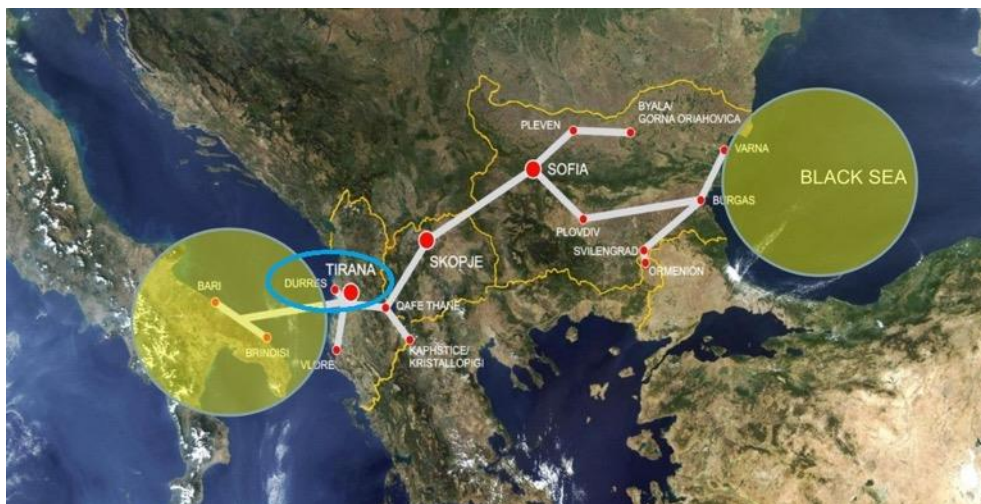 BYALA/
GORNA ORIAHOVICA
PLEVEN
VARNA
SOFIA
BLACK SEA
BURGAS
PLOVDIV
SKOPJE
SVILENGRAD
ORMENION
TIRANA
DURRES
BARI
QAFE THANE
BRINDISI
VLORE
KAPHSTICE/
KRISTALLOPIGI